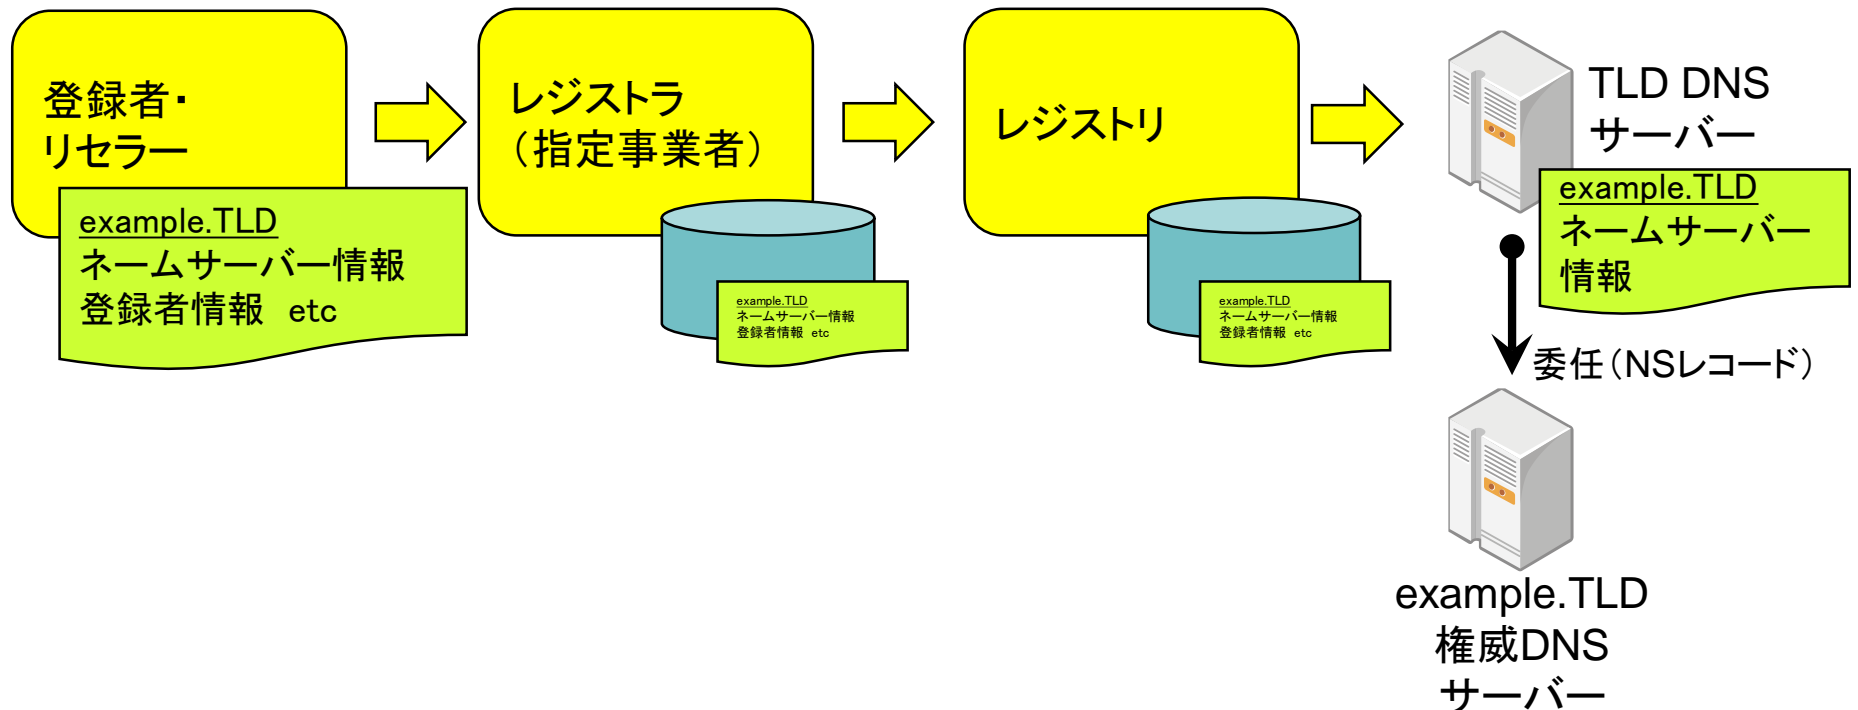 登録者・
リセラー
example.TLD
ネームサーバー情報
登録者情報 etc
レジストラ
（指定事業者）
example.TLD
ネームサーバー情報
登録者情報 etc
レジストリ
example.TLD
ネームサーバー情報
登録者情報 etc
TLD DNS
サーバー
example.TLD
ネームサーバー
情報
委任（NSレコード）
example.TLD
権威DNS
サーバー